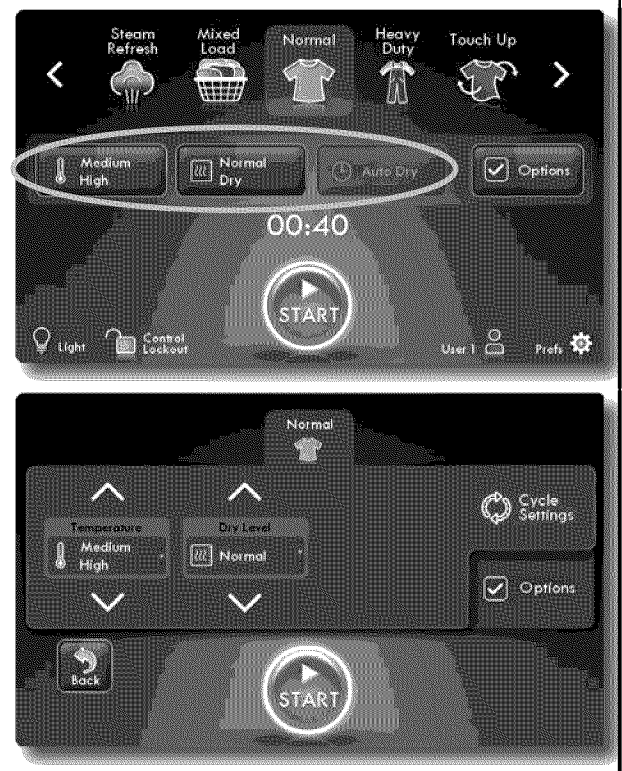 Steam
Refresh
Mixed
Load
Normal
Heavy
Duty
Touch Up
Medium
High
Normal
Dry
Auto Dry
Options
00:40
START
Light
Control
Lockout
User 1
Prefs
Normal
Temperature
Medium
High
Dry Level
Normal
Cycle
Settings
Options
Back
START